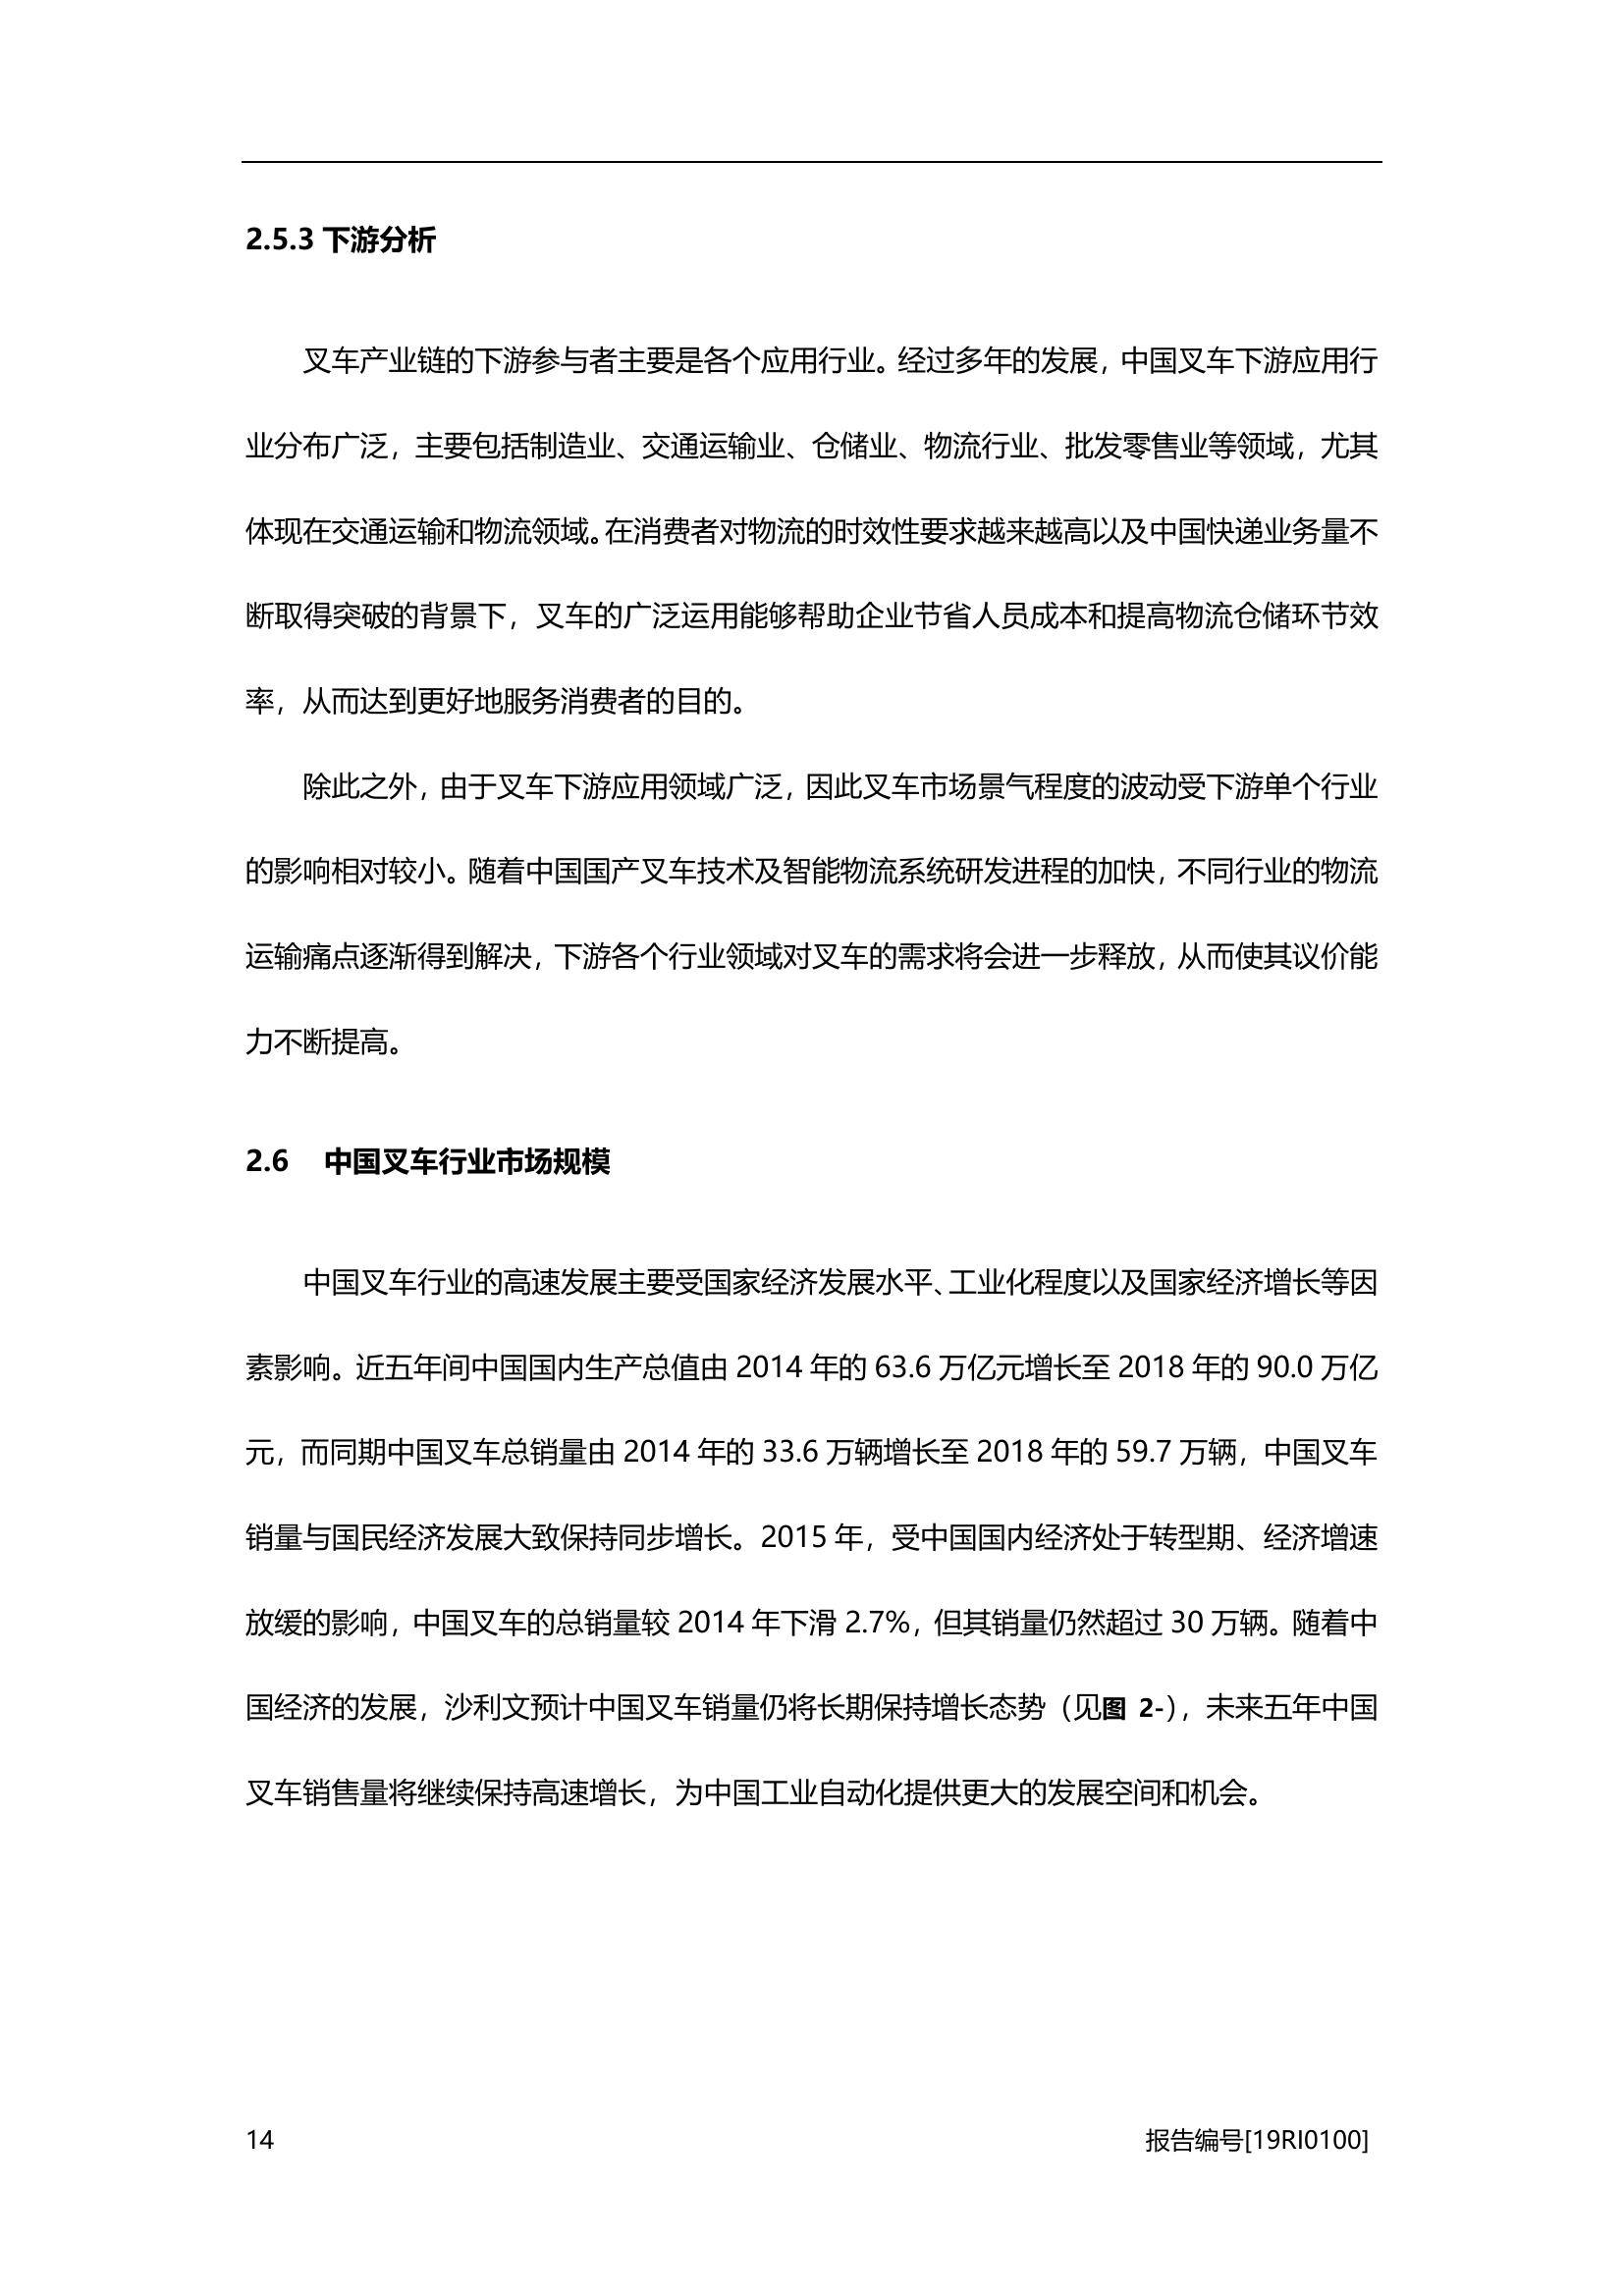 2.5.3 下游分析
叉车产业链的下游参与者主要是各个应用行业。经过多年的发展，中国叉车下游应用行
业分布广泛，主要包括制造业、交通运输业、仓储业、物流行业、批发零售业等领域，尤其
体现在交通运输和物流领域。在消费者对物流的时效性要求越来越高以及中国快递业务量不
断取得突破的背景下，叉车的广泛运用能够帮助企业节省人员成本和提高物流仓储环节效
率，从而达到更好地服务消费者的目的。
除此之外，由于叉车下游应用领域广泛，因此叉车市场景气程度的波动受下游单个行业
的影响相对较小。随着中国国产叉车技术及智能物流系统研发进程的加快，不同行业的物流
运输痛点逐渐得到解决，下游各个行业领域对叉车的需求将会进一步释放，从而使其议价能
力不断提高。
2.6 中国叉车行业市场规模
中国叉车行业的高速发展主要受国家经济发展水平、工业化程度以及国家经济增长等因
素影响。近五年间中国国内生产总值由 2014 年的 63.6 万亿元增长至 2018 年的 90.0 万亿
元，而同期中国叉车总销量由 2014 年的 33.6 万辆增长至 2018 年的 59.7 万辆，中国叉车
销量与国民经济发展大致保持同步增长。2015 年，受中国国内经济处于转型期、经济增速
放缓的影响，中国叉车的总销量较 2014 年下滑 2.7%，但其销量仍然超过 30 万辆。随着中
国经济的发展，沙利文预计中国叉车销量仍将长期保持增长态势（见图 2-），未来五年中国
叉车销售量将继续保持高速增长，为中国工业自动化提供更大的发展空间和机会。
14 报告编号[19RI0100]